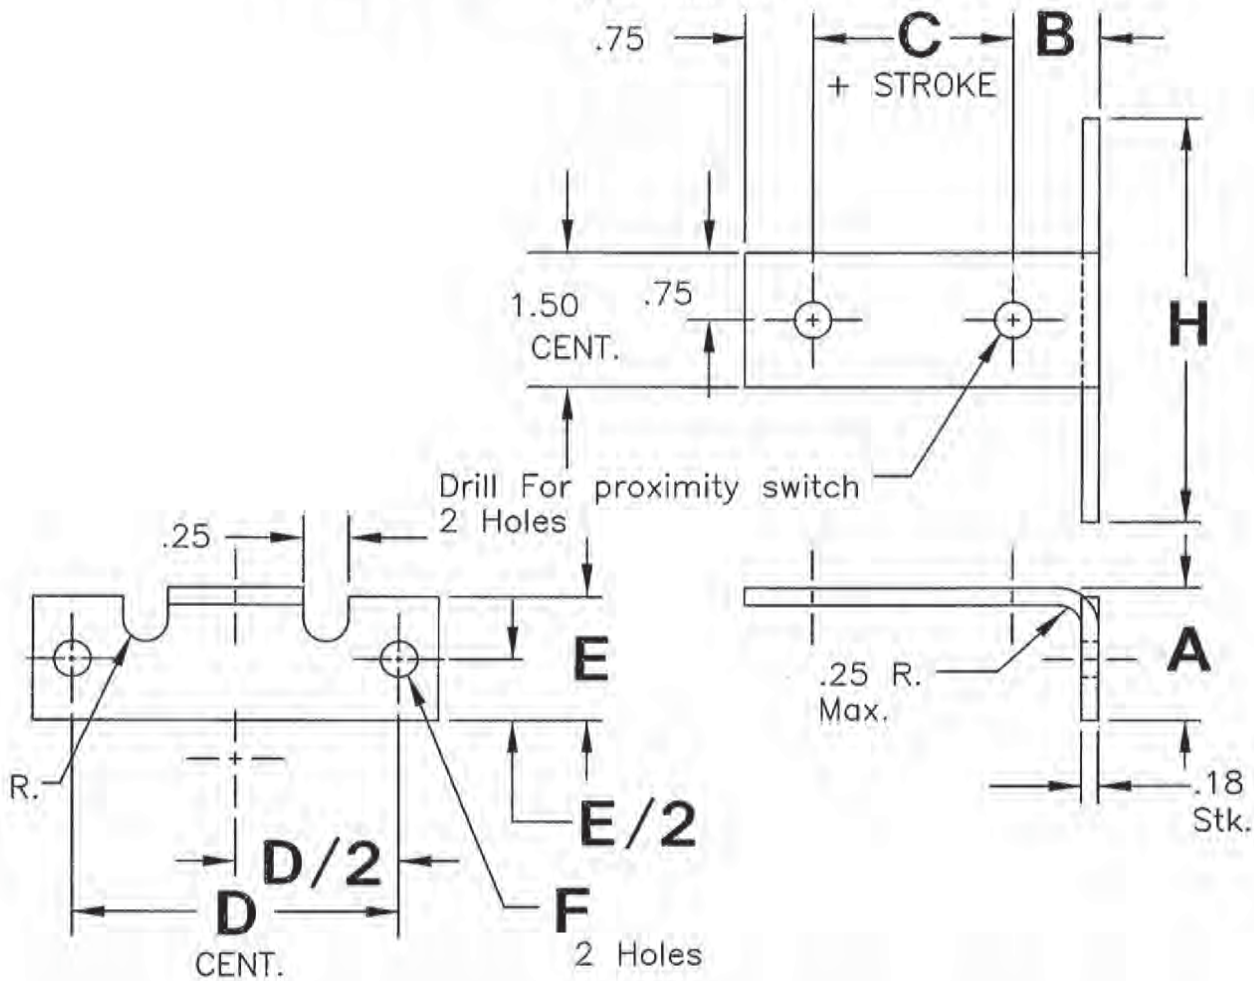 .75
C
B
+ STROKE
1.50
CENT.
.75
H
Drill For proximity switch
2 Holes
.25
E
A
.25 R.
Max.
R.
E/2
.18
Stk.
D/2
D
CENT.
F
2 Holes